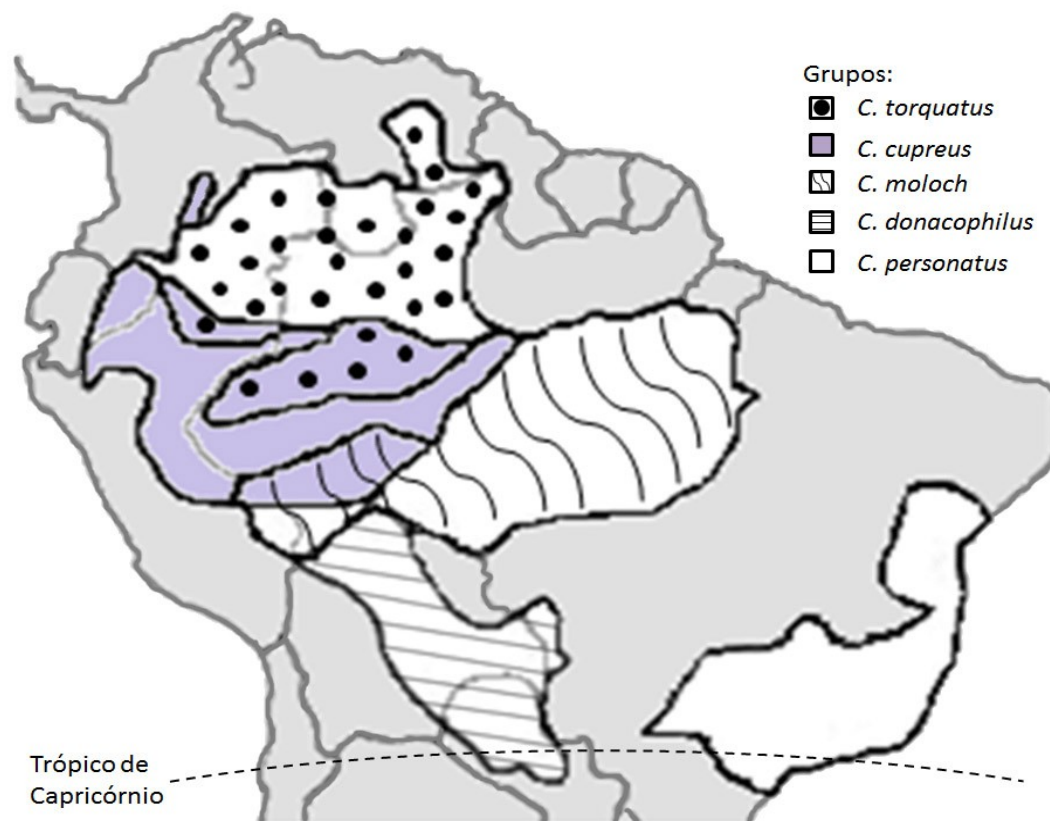 Grupos:
C. torquatus
C. cupreus
C. moloch
C. donacophilus
C. personatus
Trópico de
Capricórnio